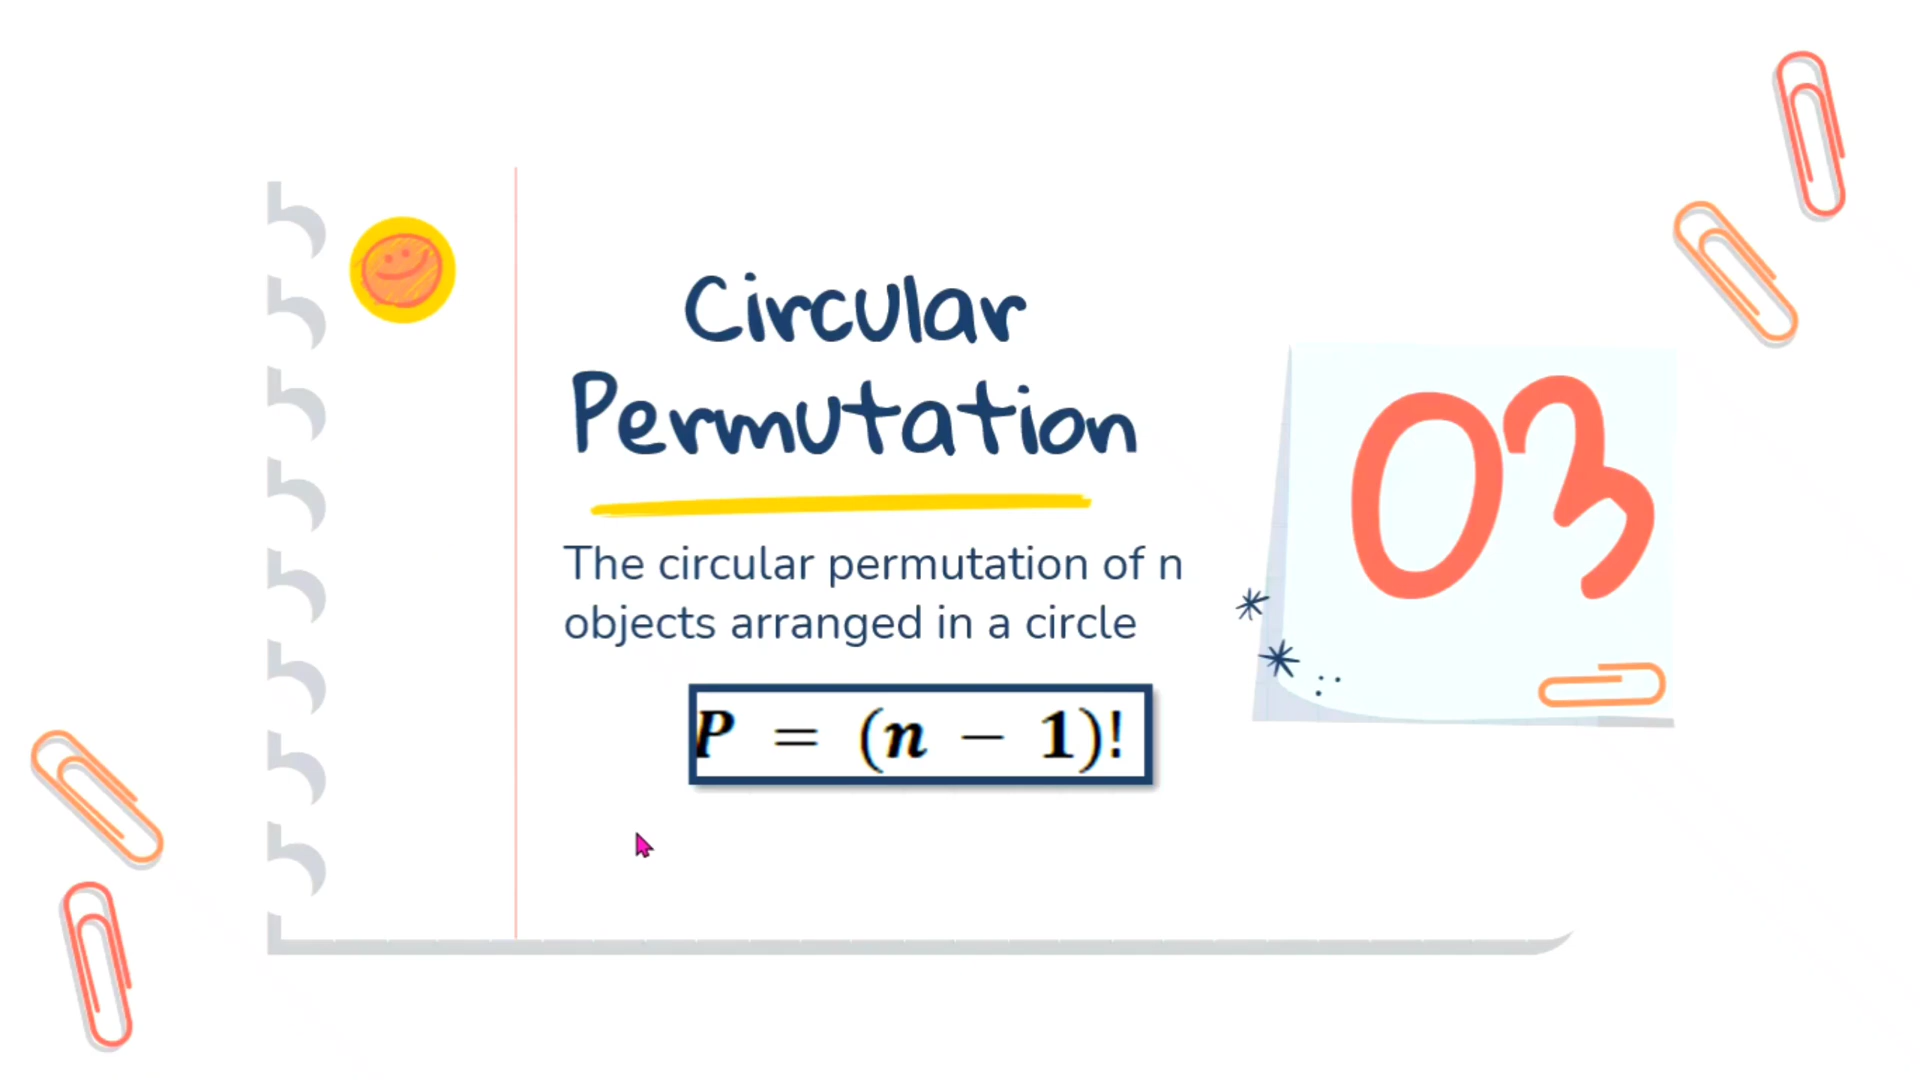 Circular
Permutation
03
The circular permutation of n
objects arranged in a circle
P = (n − 1)!